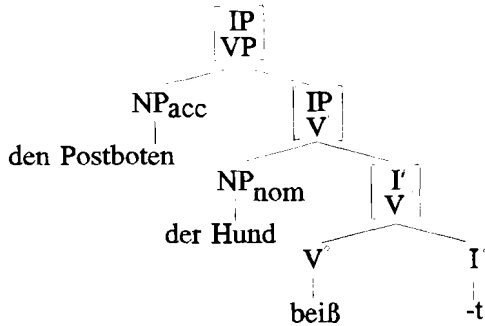 IP
VP
NPacc
IP
V
den Postboten
NPnom
I'
V
der Hund
V°
I°
beiß
-t